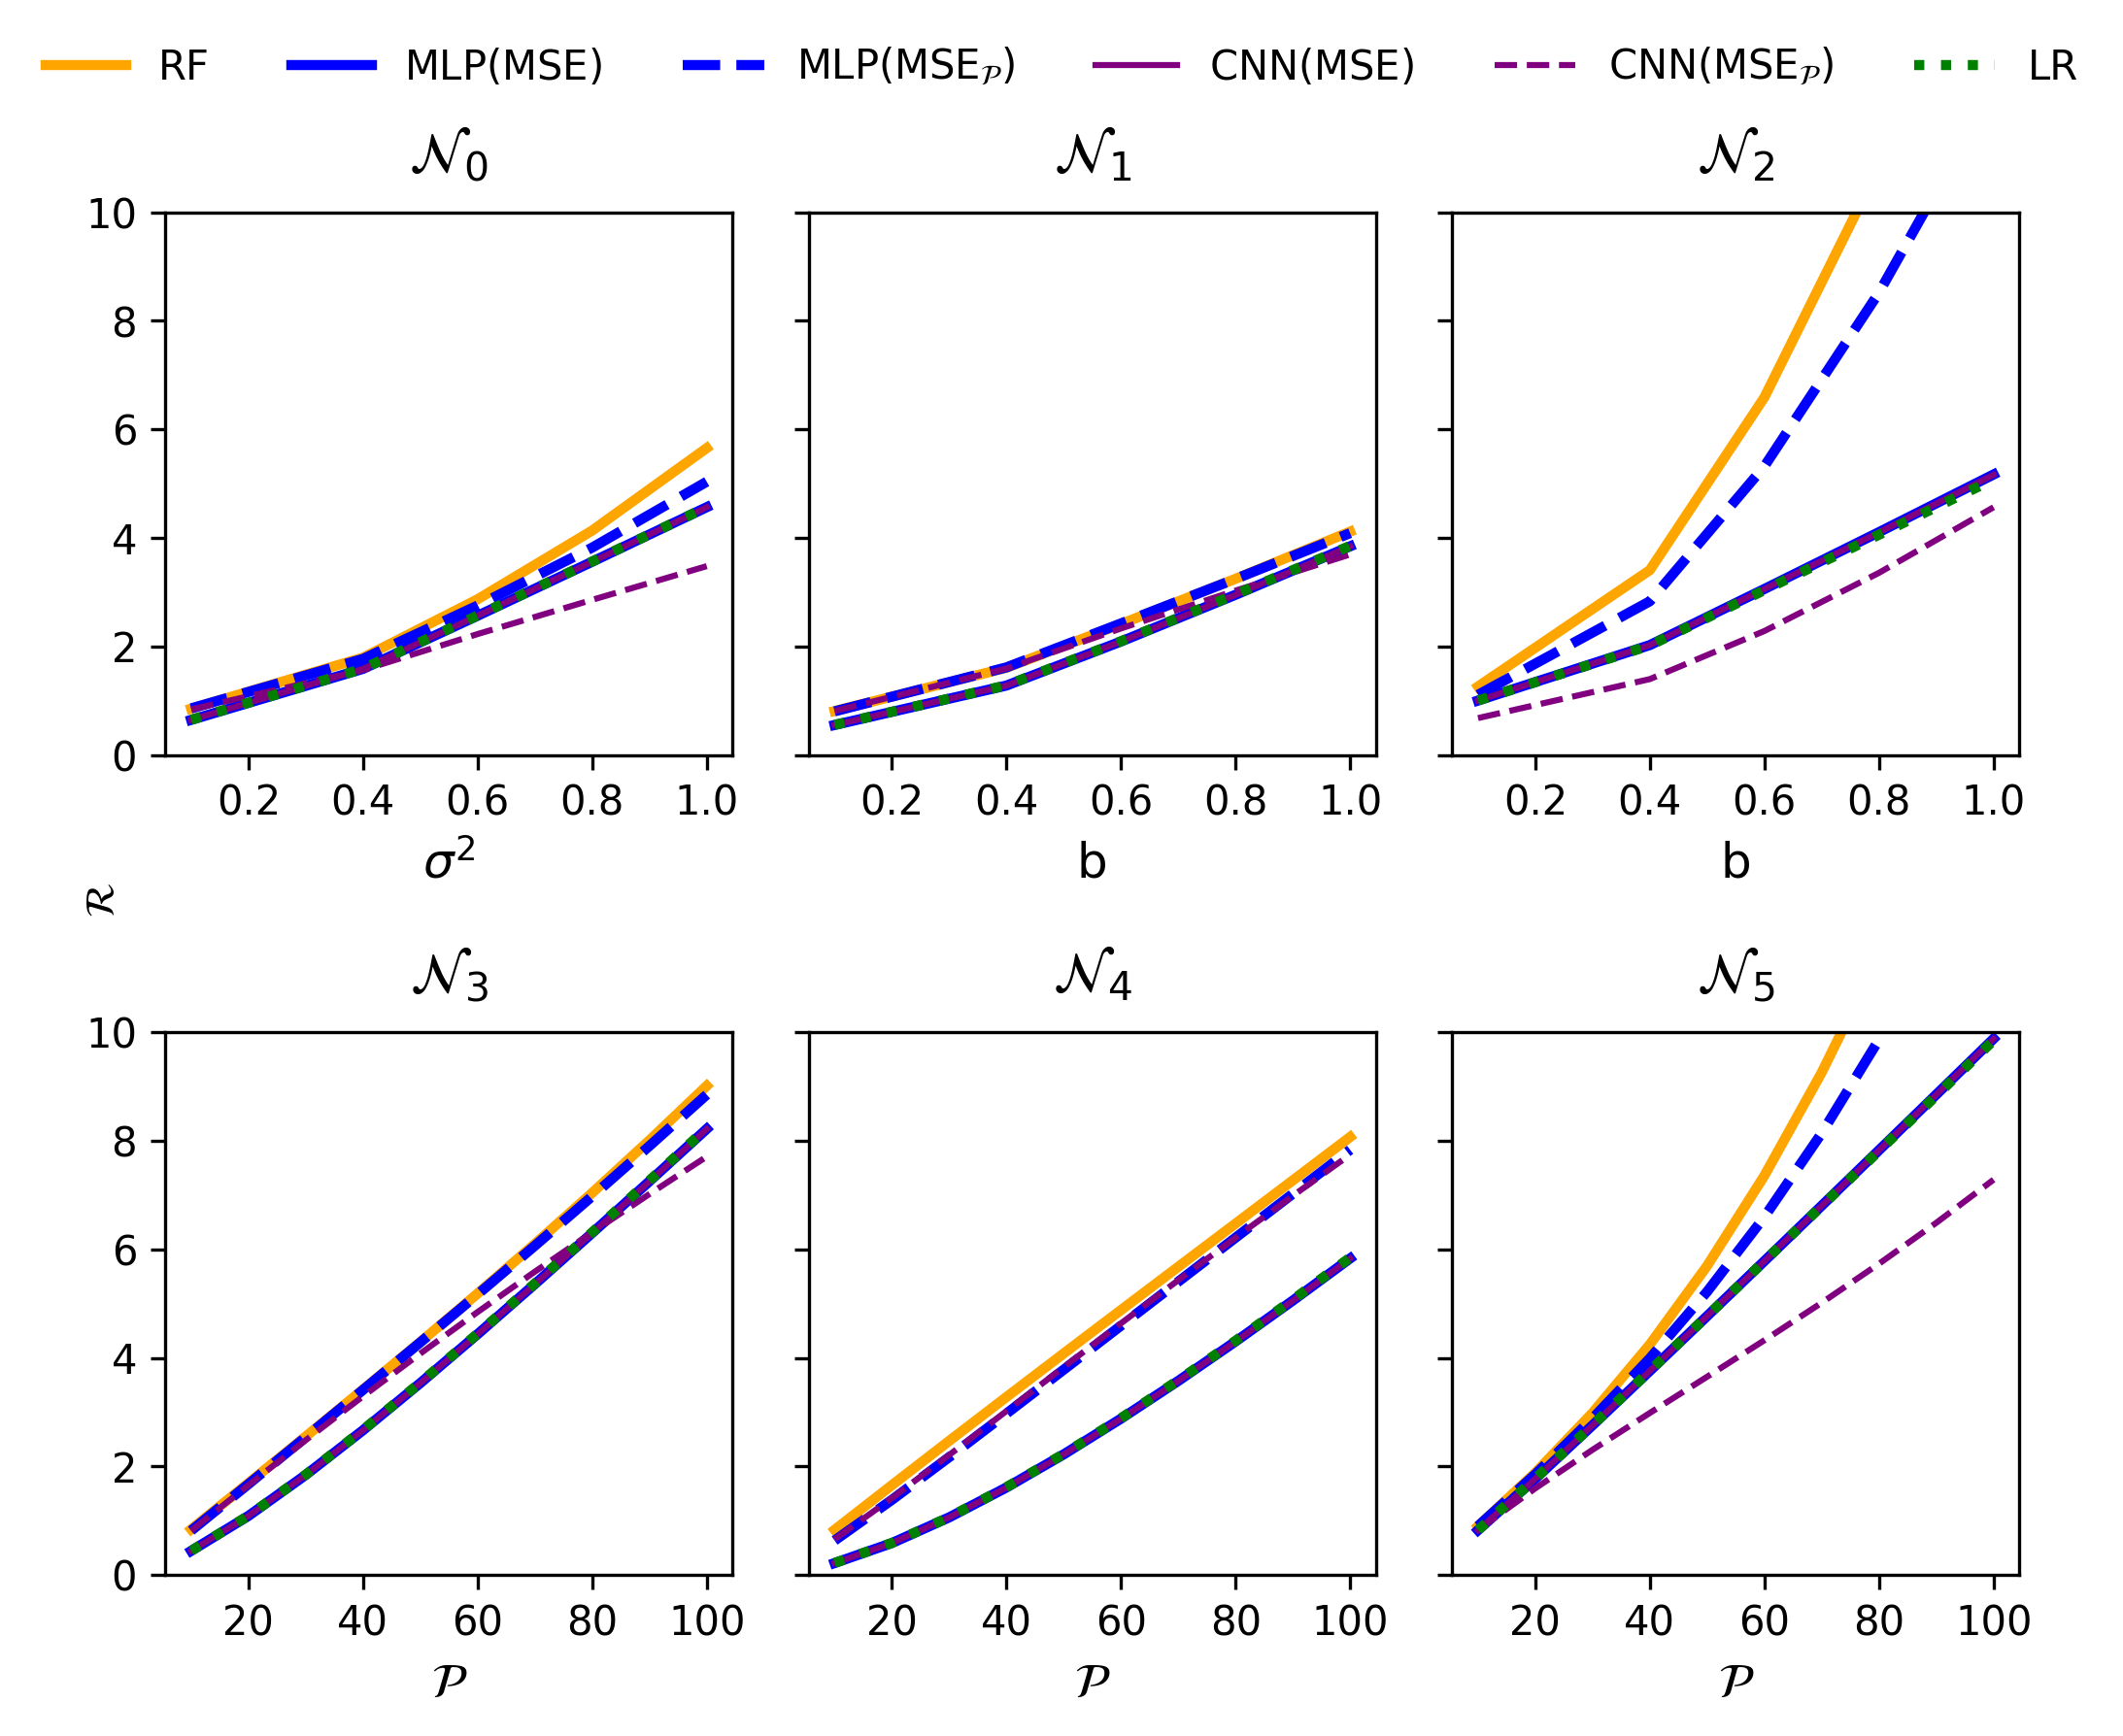 RF MLP(MSE) MLP(MSE𝒫) CNN(MSE) CNN(MSE𝒫) LR
𝒩₀ 𝒩₁ 𝒩₂
10
8
6
4
2
0
0.2 0.4 0.6 0.8 1.0 0.2 0.4 0.6 0.8 1.0 0.2 0.4 0.6 0.8 1.0
σ² b b
ℛ
𝒩₃ 𝒩₄ 𝒩₅
10
8
6
4
2
0
20 40 60 80 100 20 40 60 80 100 20 40 60 80 100
𝒫 𝒫 𝒫